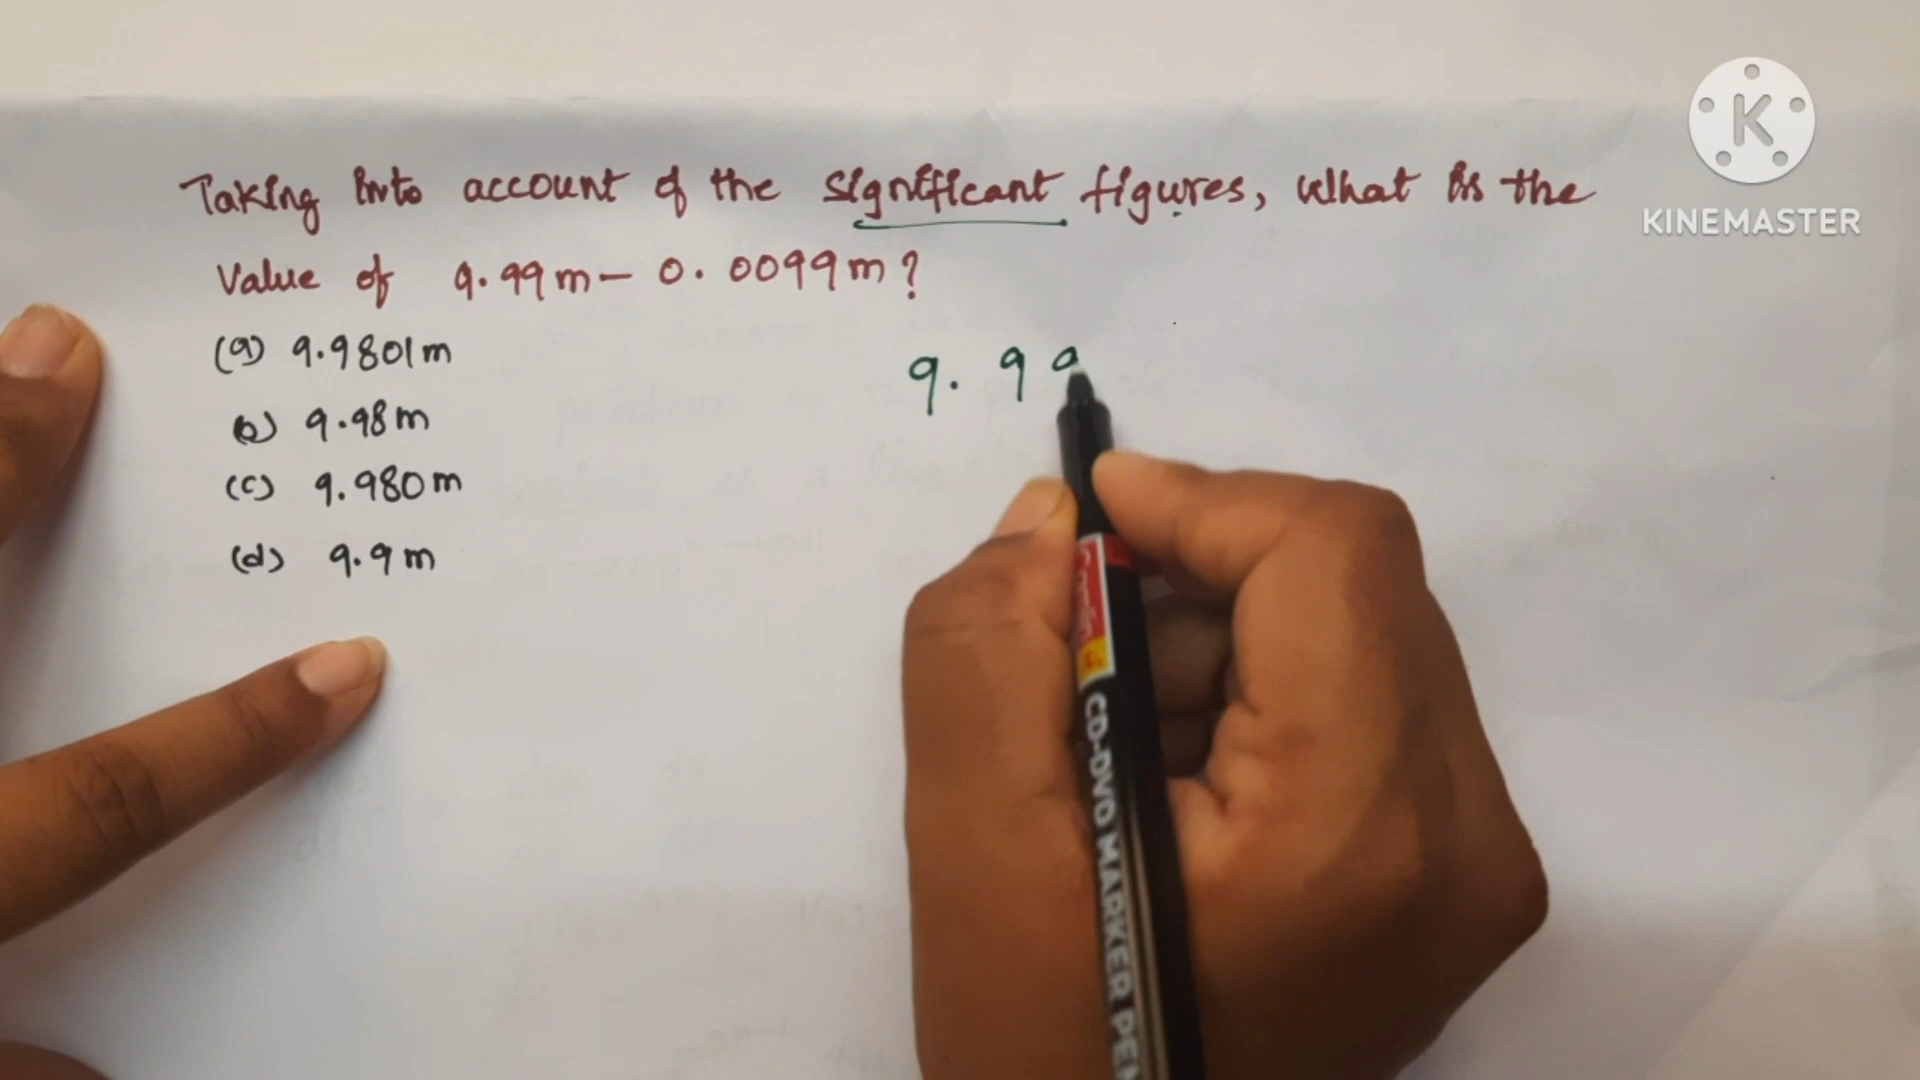 Taking into account of the significant figures, what is the
KINEMASTER
Value of 9.99m - 0.0099m?
(a) 9.9801m
9.99
(b) 9.98m
(c) 9.980m
(d) 9.9m
Camlin
CD-DVD MARKER PEN